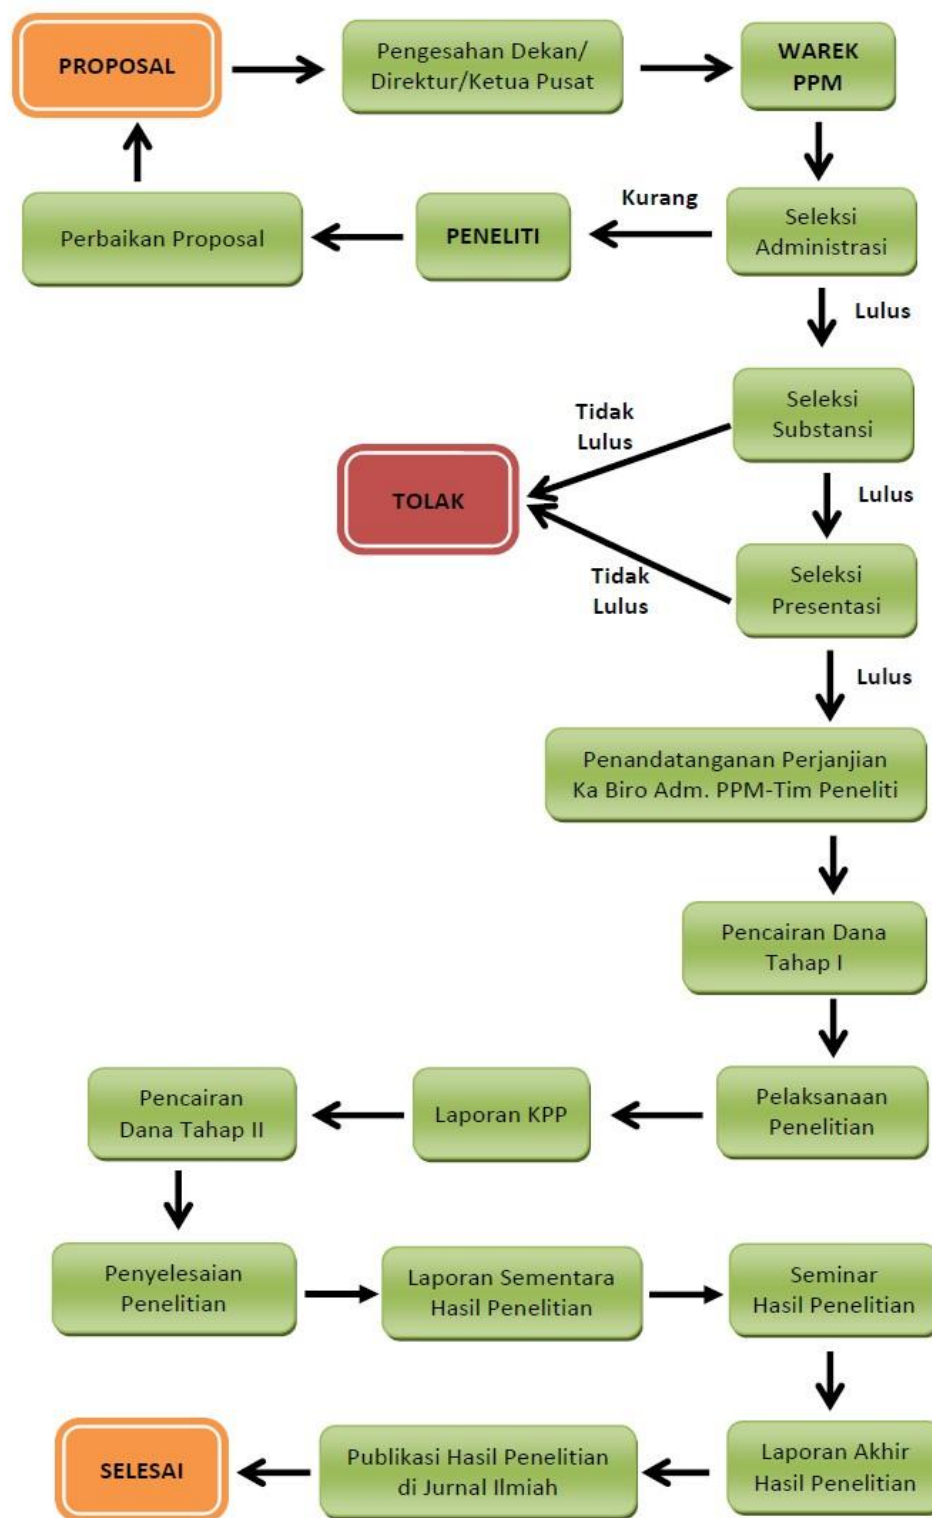 PROPOSAL
Pengesahan Dekan/
Direktur/Ketua Pusat
WAREK
PPM
Perbaikan Proposal
PENELITI
Kurang
Seleksi
Administrasi
Lulus
Tidak
Lulus
Seleksi
Substansi
TOLAK
Lulus
Tidak
Lulus
Seleksi
Presentasi
Lulus
Penandatanganan Perjanjian
Ka Biro Adm. PPM-Tim Peneliti
Pencairan Dana
Tahap I
Pencairan
Dana Tahap II
Laporan KPP
Pelaksanaan
Penelitian
Penyelesaian
Penelitian
Laporan Sementara
Hasil Penelitian
Seminar
Hasil Penelitian
SELESAI
Publikasi Hasil Penelitian
di Jurnal Ilmiah
Laporan Akhir
Hasil Penelitian